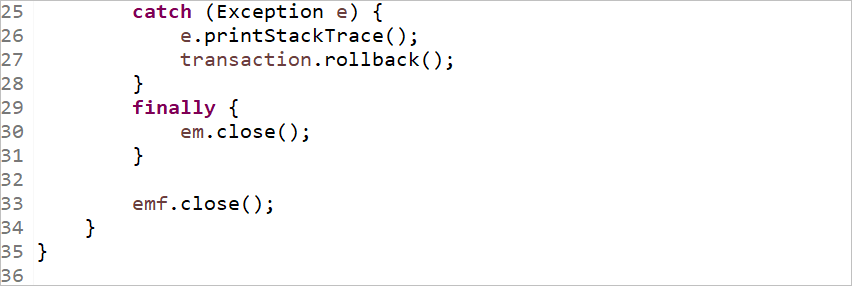 25        catch (Exception e) {
26            e.printStackTrace();
27            transaction.rollback();
28        }
29        finally {
30            em.close();
31        }
32
33        emf.close();
34    }
35 }
36